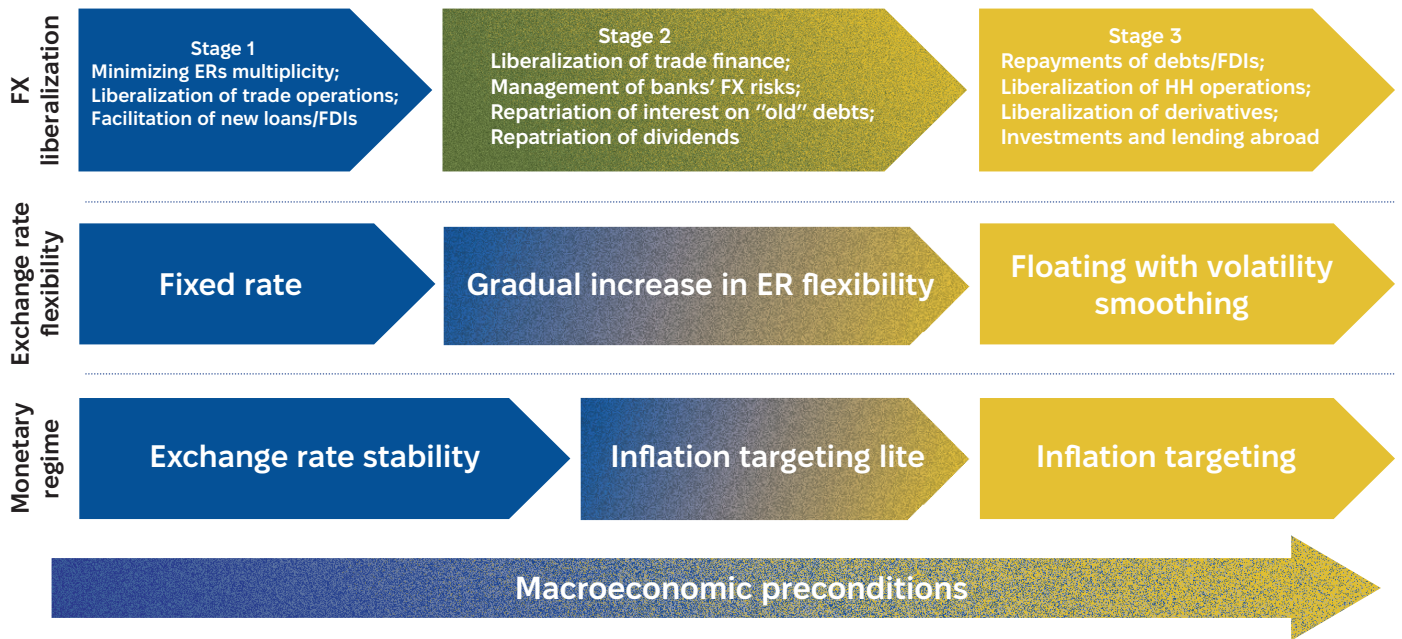 FX
liberalization
Stage 1
Minimizing ERs multiplicity;
Liberalization of trade operations;
Facilitation of new loans/FDIs
Stage 2
Liberalization of trade finance;
Management of banks’ FX risks;
Repatriation of interest on “old” debts;
Repatriation of dividends
Stage 3
Repayments of debts/FDIs;
Liberalization of HH operations;
Liberalization of derivatives;
Investments and lending abroad
Exchange rate
flexibility
Fixed rate
Gradual increase in ER flexibility
Floating with volatility
smoothing
Monetary
regime
Exchange rate stability
Inflation targeting lite
Inflation targeting
Macroeconomic preconditions